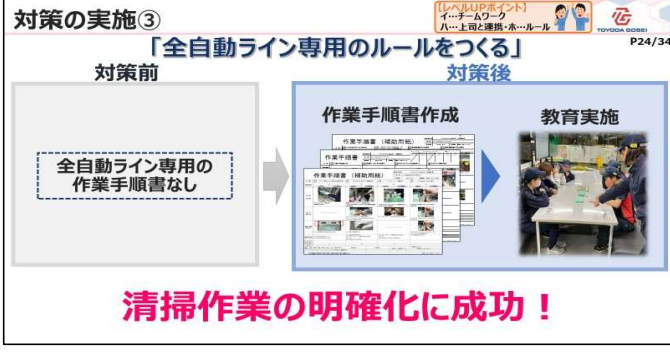 対策の実施③
【レベルUPポイント】
イ…チームワーク
ハ…上司と連携・ホ…ルール
TOYODA GOSEI
P24/34
「全自動ライン専用のルールをつくる」
対策前
対策後
全自動ライン専用の
作業手順書なし
作業手順書作成
教育実施
作業手順書（補助用紙）
作業手順書
作業手順書（補助用紙）
清掃作業の明確化に成功！